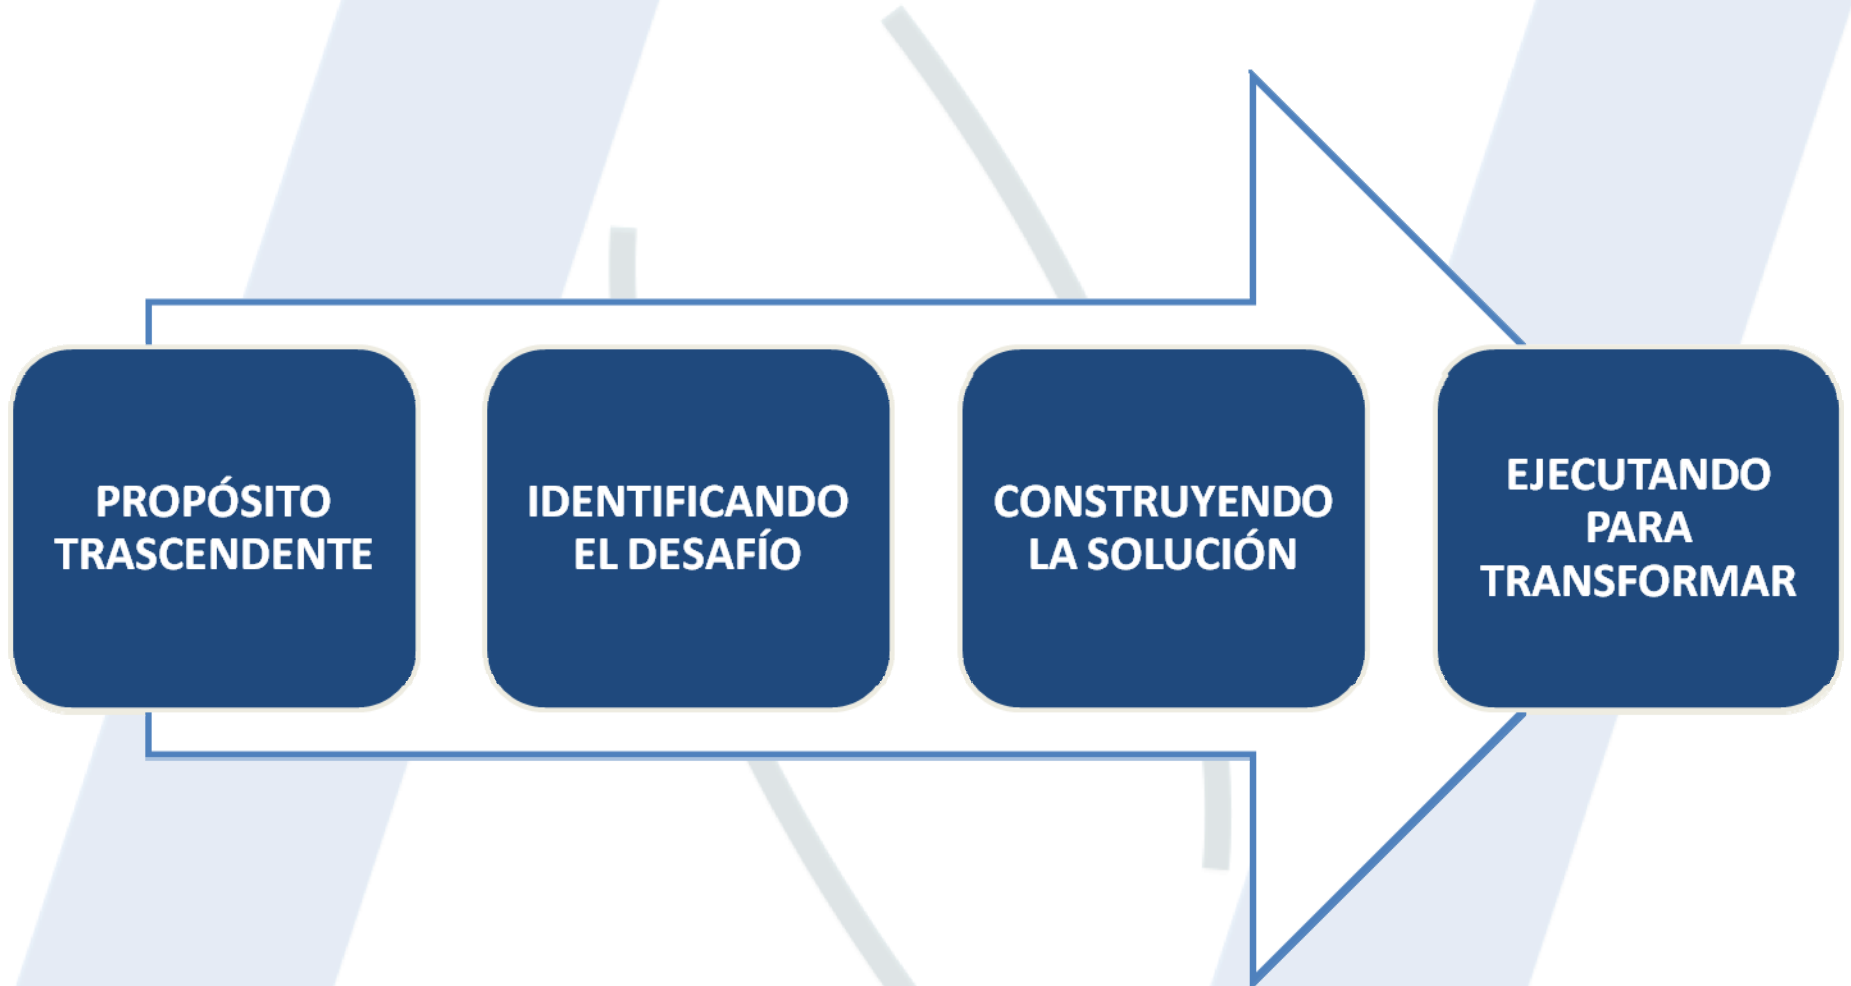 PROPÓSITO
TRASCENDENTE
IDENTIFICANDO
EL DESAFÍO
CONSTRUYENDO
LA SOLUCIÓN
EJECUTANDO
PARA
TRANSFORMAR